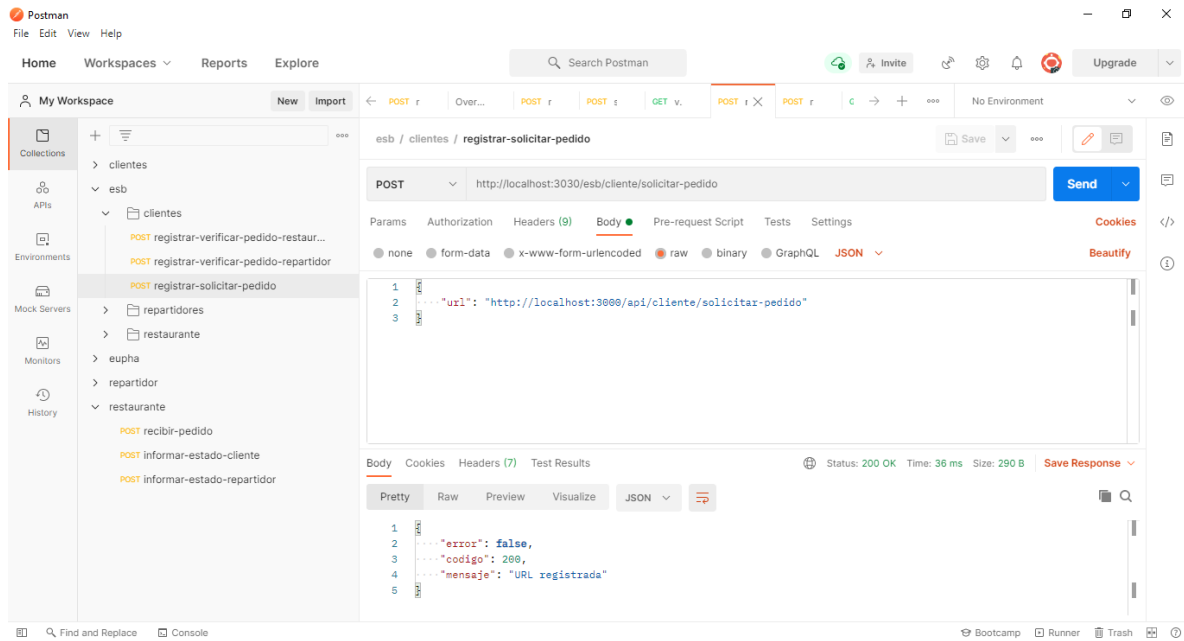 Postman
File Edit View Help
Home Workspaces Reports Explore
Search Postman
Invite
Upgrade
My Workspace
New Import
POST r
Over...
POST r
POST s
GET v.
POST r
POST r
No Environment
Collections
APIs
Environments
Mock Servers
Monitors
History
clientes
esb
clientes
POST registrar-verificar-pedido-restaur...
POST registrar-verificar-pedido-repartidor
POST registrar-solicitar-pedido
repartidores
restaurante
eupha
repartidor
restaurante
POST recibir-pedido
POST informar-estado-cliente
POST informar-estado-repartidor
esb / clientes / registrar-solicitar-pedido
Save
POST
http://localhost:3030/esb/cliente/solicitar-pedido
Send
Params Authorization Headers (9) Body Pre-request Script Tests Settings
Cookies
none form-data x-www-form-urlencoded raw binary GraphQL JSON
Beautify
1 {
2 "url": "http://localhost:3000/api/cliente/solicitar-pedido"
3 }
Body Cookies Headers (7) Test Results
Status: 200 OK Time: 36 ms Size: 290 B
Save Response
Pretty Raw Preview Visualize
JSON
1 {
2 "error": false,
3 "codigo": 200,
4 "mensaje": "URL registrada"
5 }
Find and Replace Console
Bootcamp Runner Trash